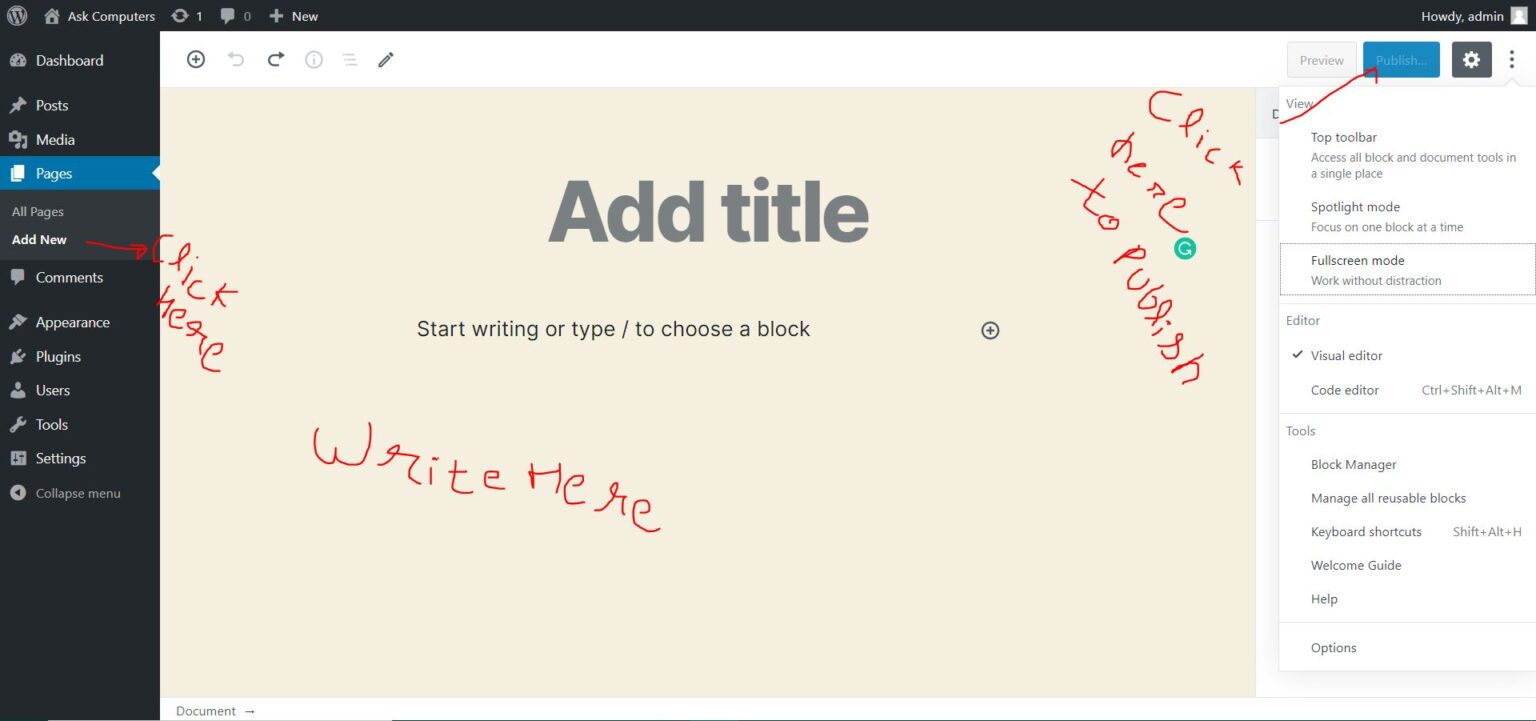 Ask Computers 1 0 New Howdy, admin
Dashboard
Posts
Media
Pages
All Pages
Add New
Comments
Appearance
Plugins
Users
Tools
Settings
Collapse menu
Click
Here
Preview Publish...
Add title
Start writing or type / to choose a block
Write Here
Click
here
to publish
D
View
Top toolbar
Access all block and document tools in
a single place
Spotlight mode
Focus on one block at a time
Fullscreen mode
Work without distraction
Editor
Visual editor
Code editor Ctrl+Shift+Alt+M
Tools
Block Manager
Manage all reusable blocks
Keyboard shortcuts Shift+Alt+H
Welcome Guide
Help
Options
Document →